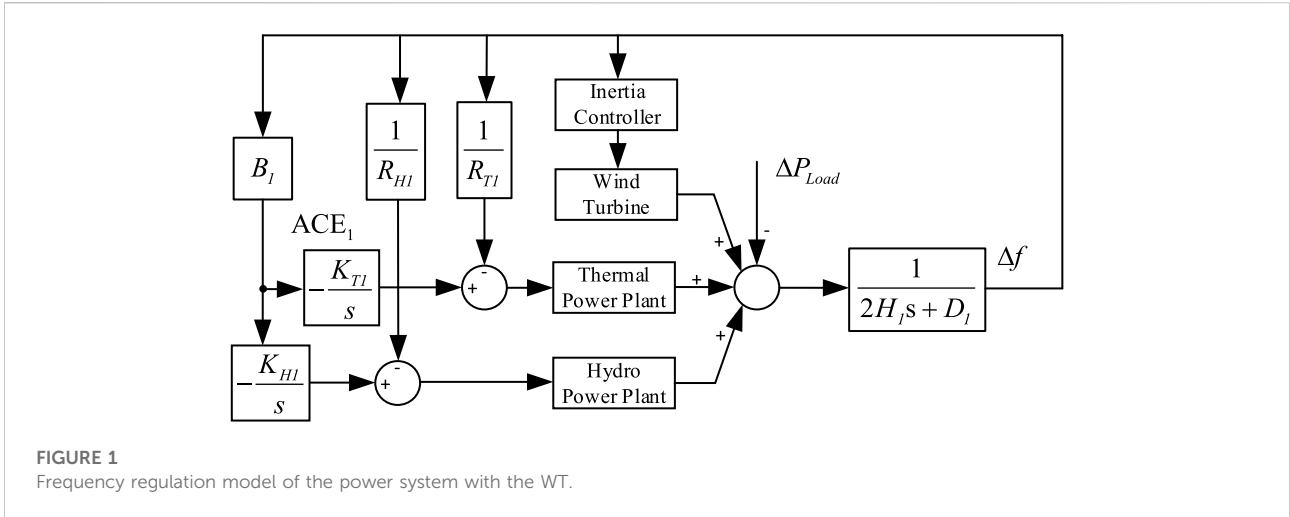 Inertia
Controller
1
R_H1
1
R_T1
B_1
Wind
Turbine
ΔP_Load
-
ACE_1
+
-K_T1
s
-
+
Thermal
Power Plant
+
1
2H_1s + D_1
Δf
+
-K_H1
s
-
+
Hydro
Power Plant
FIGURE 1
Frequency regulation model of the power system with the WT.